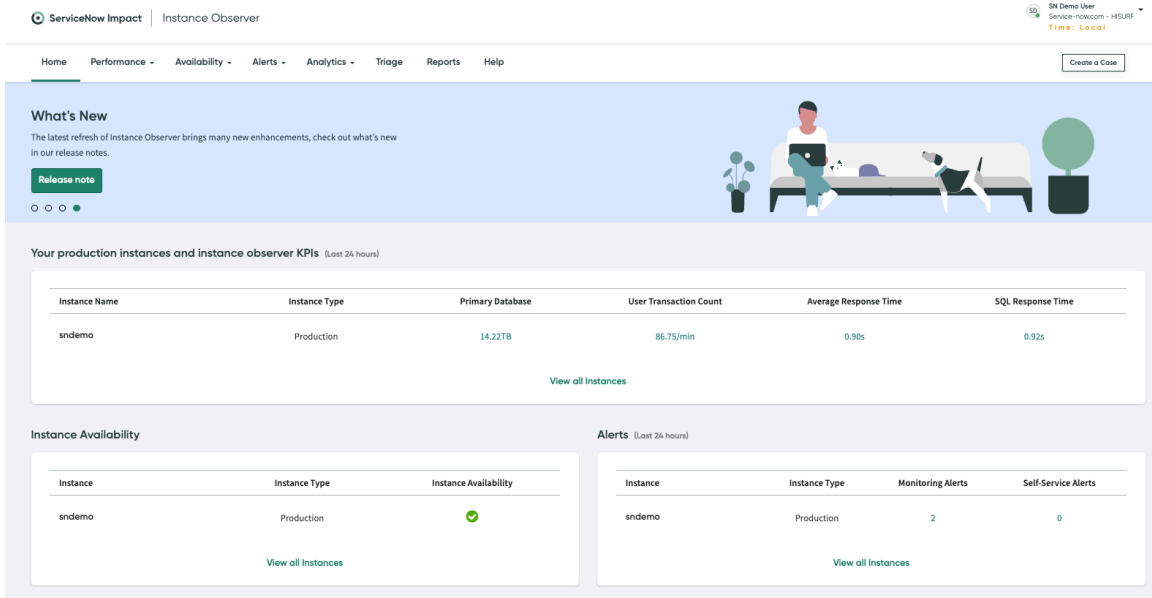 ServiceNow Impact | Instance Observer
SD
SN Demo User
Service-now.com - HISURF
Time: Local
Home Performance Availability Alerts Analytics Triage Reports Help Create a Case
What's New
The latest refresh of Instance Observer brings many new enhancements, check out what's new
in our release notes.
Release note
Your production instances and instance observer KPIs (Last 24 hours)
Instance Name Instance Type Primary Database User Transaction Count Average Response Time SQL Response Time
sndemo Production 14.22TB 86.75/min 0.90s 0.92s
View all Instances
Instance Availability
Instance Instance Type Instance Availability
sndemo Production
View all Instances
Alerts (Last 24 hours)
Instance Instance Type Monitoring Alerts Self-Service Alerts
sndemo Production 2 0
View all Instances